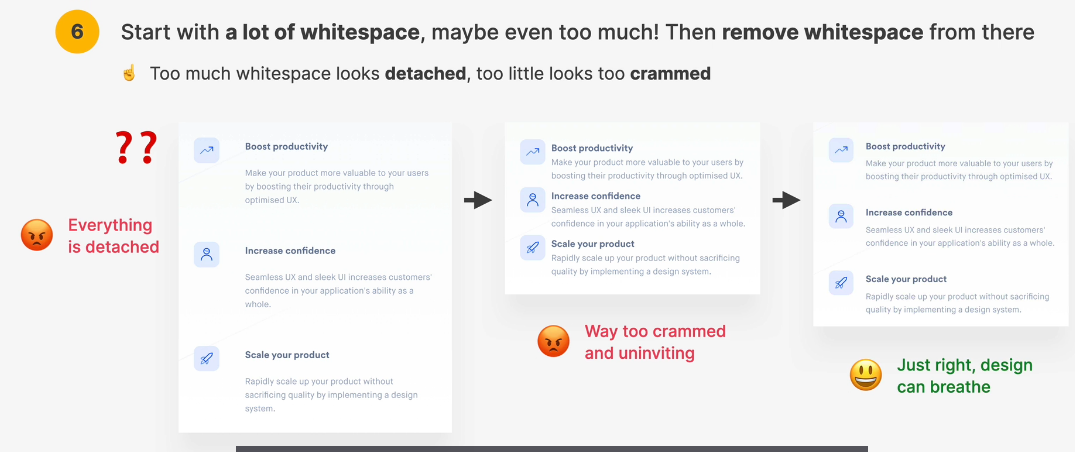 6 Start with a lot of whitespace, maybe even too much! Then remove whitespace from there
☝️ Too much whitespace looks detached, too little looks too crammed
??
Everything
is detached
Boost productivity
Make your product more valuable to your users
by boosting their productivity through
optimised UX.
Increase confidence
Seamless UX and sleek UI increases customers'
confidence in your application's ability as a
whole.
Scale your product
Rapidly scale up your product without
sacrificing quality by implementing a design
system.
Boost productivity
Make your product more valuable to your users by
boosting their productivity through optimised UX.
Increase confidence
Seamless UX and sleek UI increases customers'
confidence in your application's ability as a whole.
Scale your product
Rapidly scale up your product without sacrificing
quality by implementing a design system.
Way too crammed
and uninviting
Boost productivity
Make your product more valuable to your users by
boosting their productivity through optimised UX.
Increase confidence
Seamless UX and sleek UI increases customers'
confidence in your application's ability as a whole.
Scale your product
Rapidly scale up your product without sacrificing
quality by implementing a design system.
Just right, design
can breathe